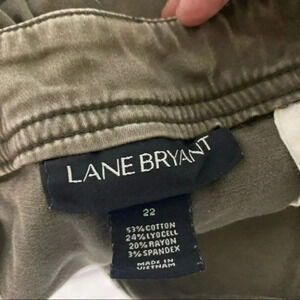 LANE BRYANT
22
53% COTTON
24% LYOCELL
20% RAYON
3% SPANDEX
MADE IN
VIETNAM